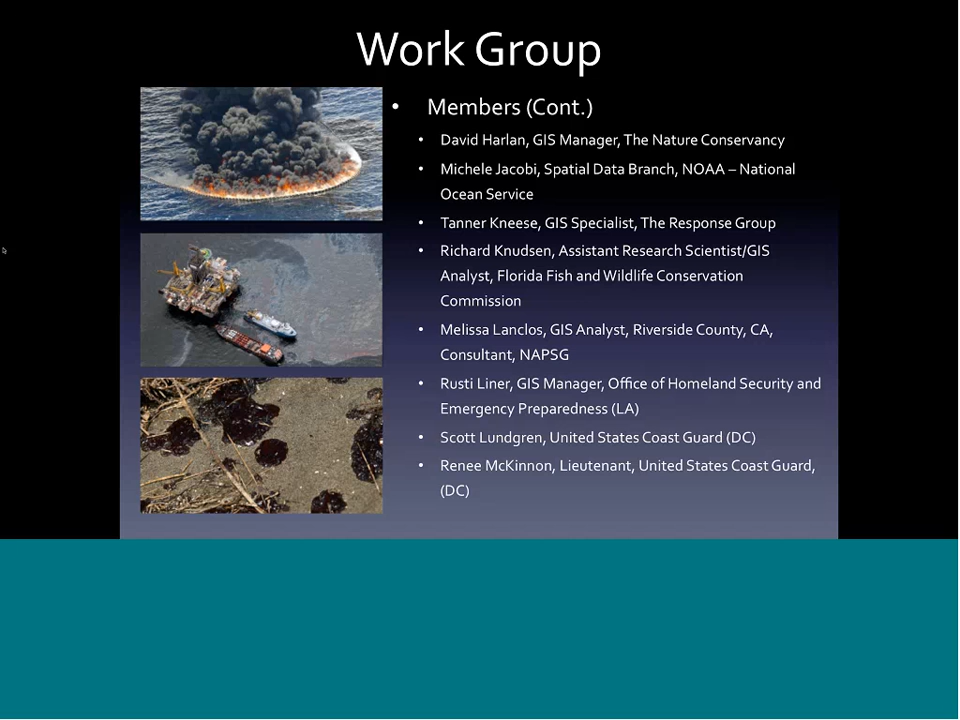 Work Group
• Members (Cont.)
• David Harlan, GIS Manager, The Nature Conservancy
• Michele Jacobi, Spatial Data Branch, NOAA – National
Ocean Service
• Tanner Kneese, GIS Specialist, The Response Group
• Richard Knudsen, Assistant Research Scientist/GIS
Analyst, Florida Fish and Wildlife Conservation
Commission
• Melissa Lanclos, GIS Analyst, Riverside County, CA,
Consultant, NAPSG
• Rusti Liner, GIS Manager, Office of Homeland Security and
Emergency Preparedness (LA)
• Scott Lundgren, United States Coast Guard (DC)
• Renee McKinnon, Lieutenant, United States Coast Guard,
(DC)